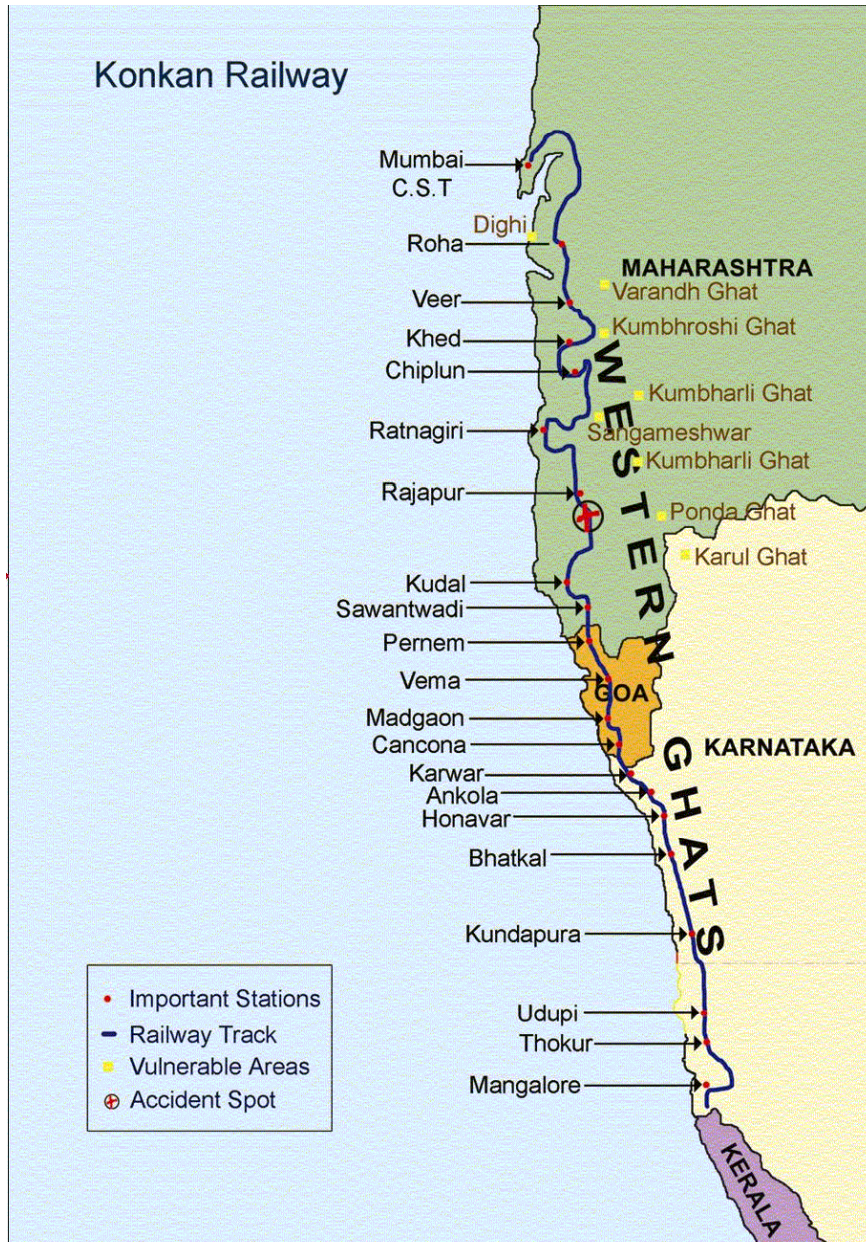 Konkan Railway
Mumbai
C.S.T
Dighi
Roha
MAHARASHTRA
Varandh Ghat
Veer
Kumbhroshi Ghat
Khed
Chiplun
WESTERN
Kumbharli Ghat
Ratnagiri
Sangameshwar
Kumbharli Ghat
Rajapur
Ponda Ghat
Karul Ghat
Kudal
Sawantwadi
Pernem
Vema
GOA
Madgaon
Cancona
KARNATAKA
GHATS
Karwar
Ankola
Honavar
Bhatkal
Kundapura
Important Stations
Railway Track
Vulnerable Areas
Accident Spot
Udupi
Thokur
Mangalore
KERALA